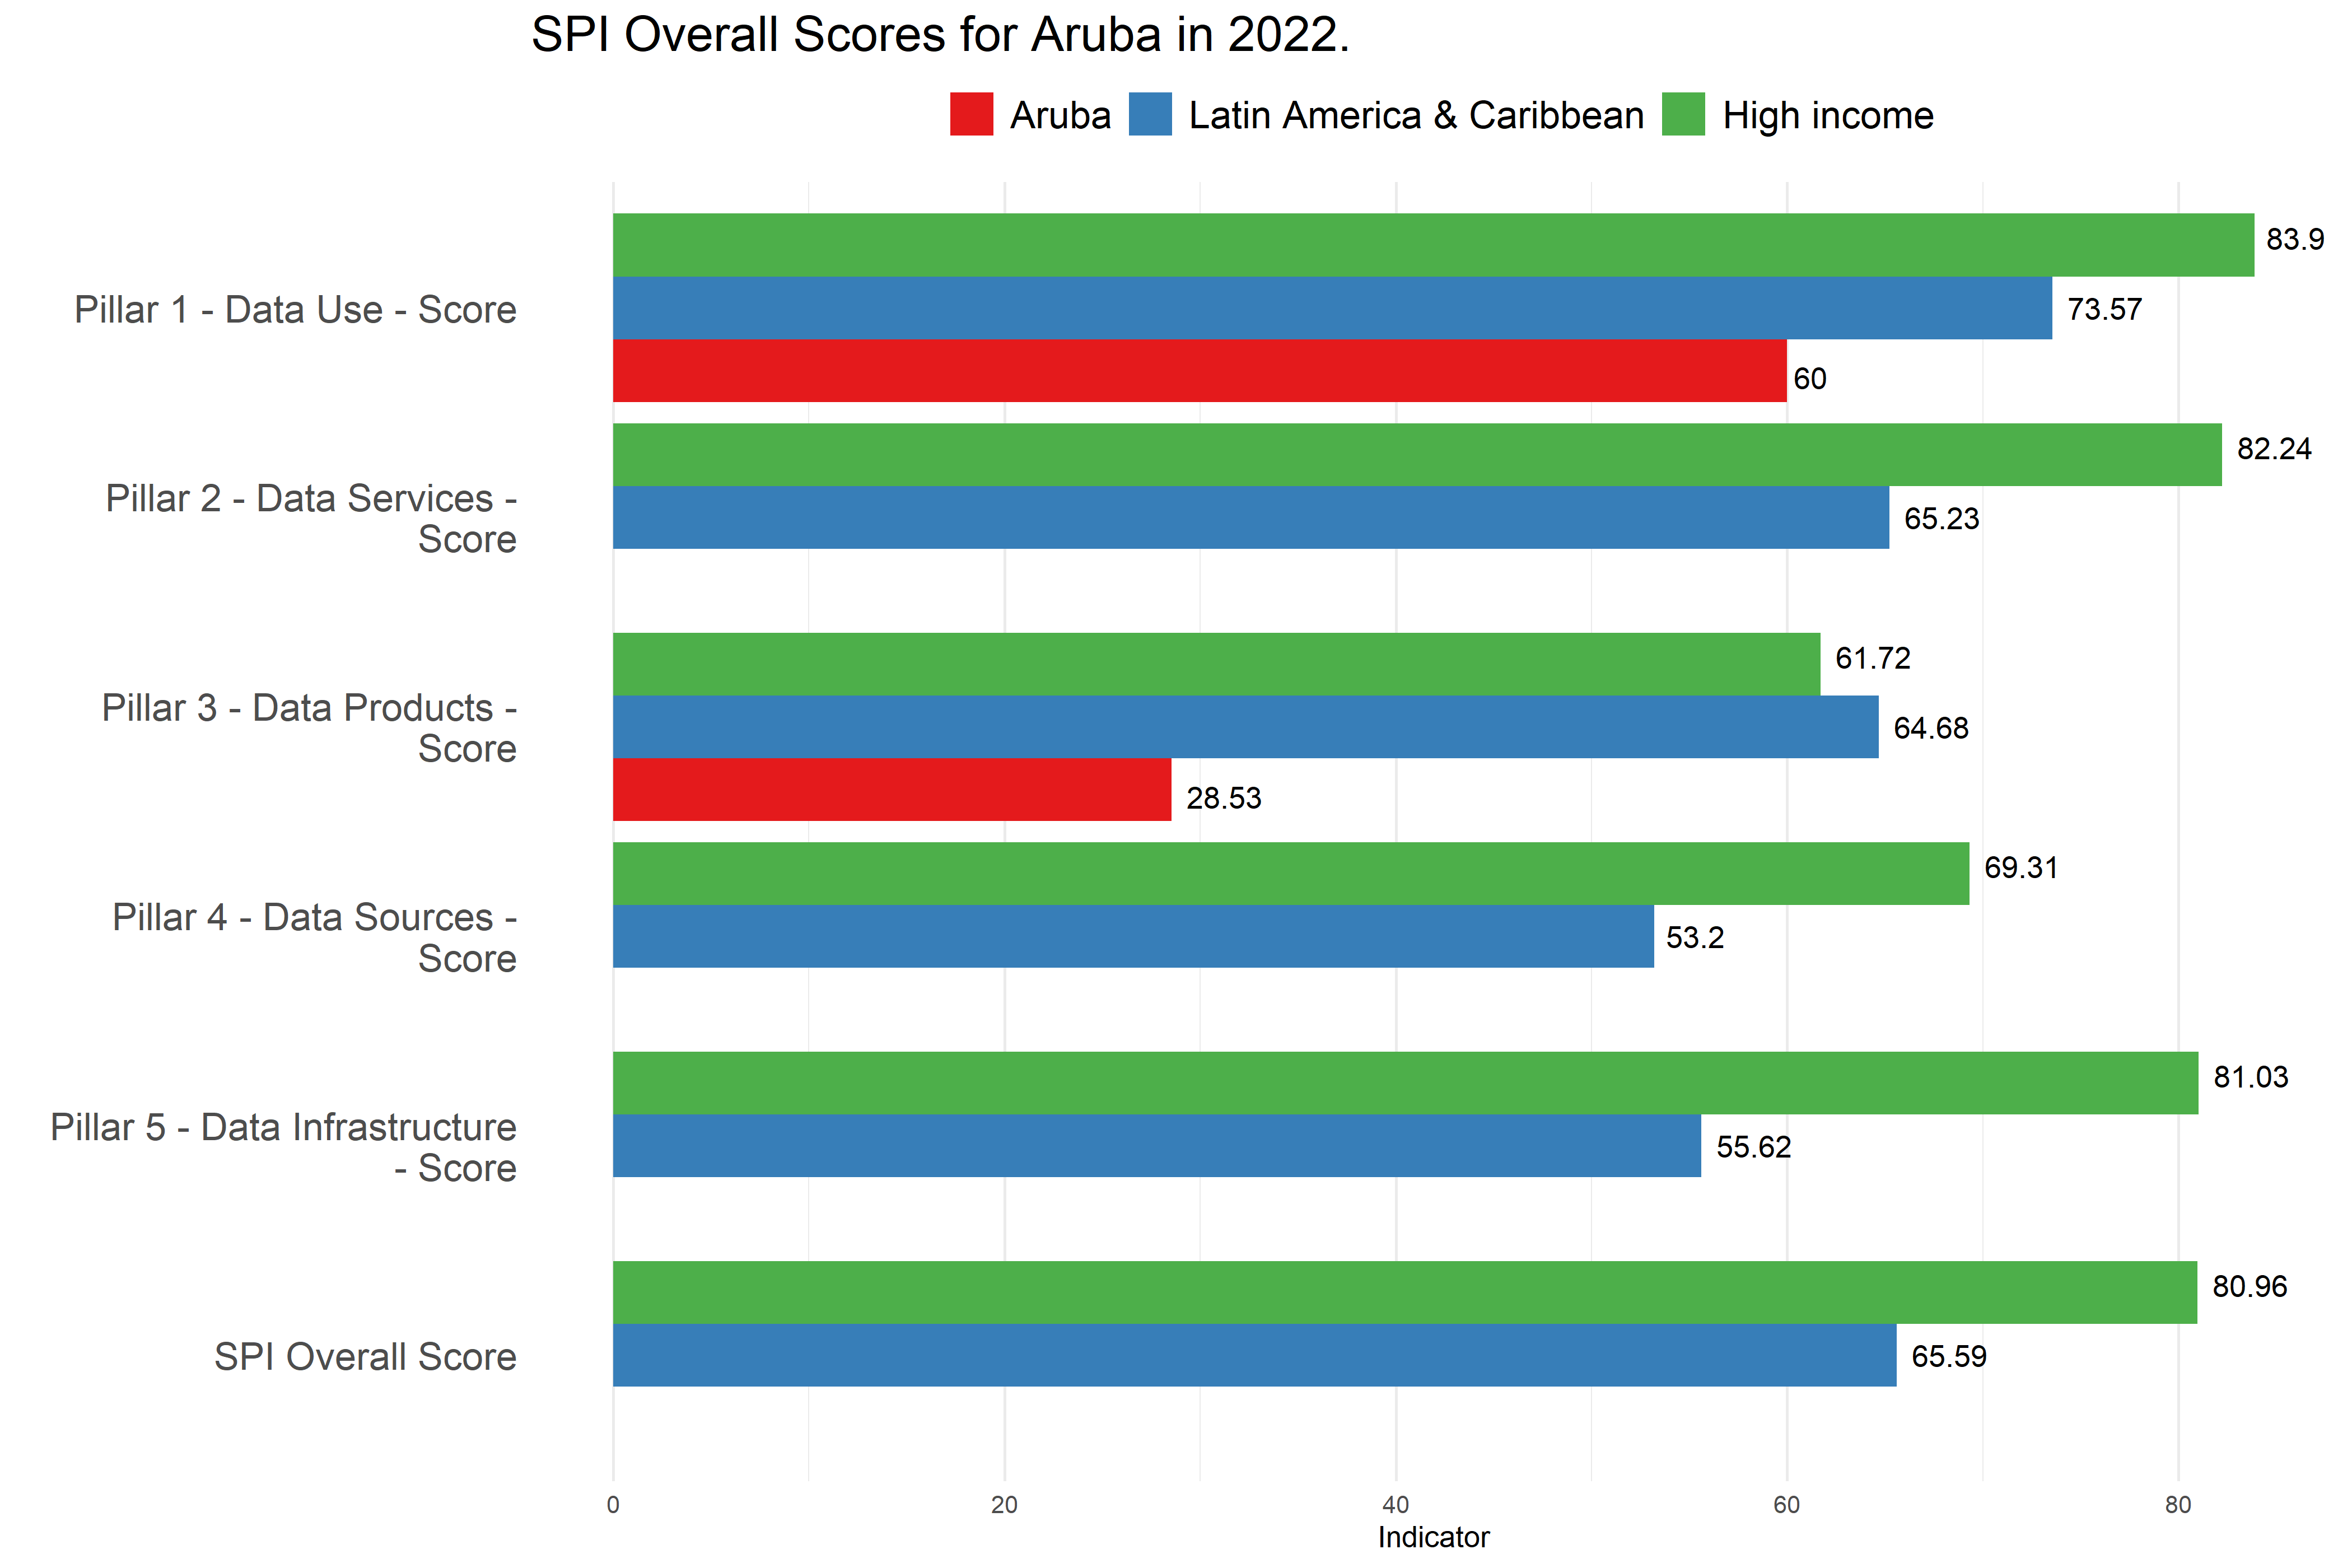 SPI Overall Scores for Aruba in 2022.
Aruba Latin America & Caribbean High income
83.9
Pillar 1 - Data Use - Score
73.57
60
82.24
Pillar 2 - Data Services -
Score
65.23
61.72
Pillar 3 - Data Products -
Score
64.68
28.53
69.31
Pillar 4 - Data Sources -
Score
53.2
81.03
Pillar 5 - Data Infrastructure
- Score
55.62
80.96
SPI Overall Score
65.59
0 20 40 60 80
Indicator